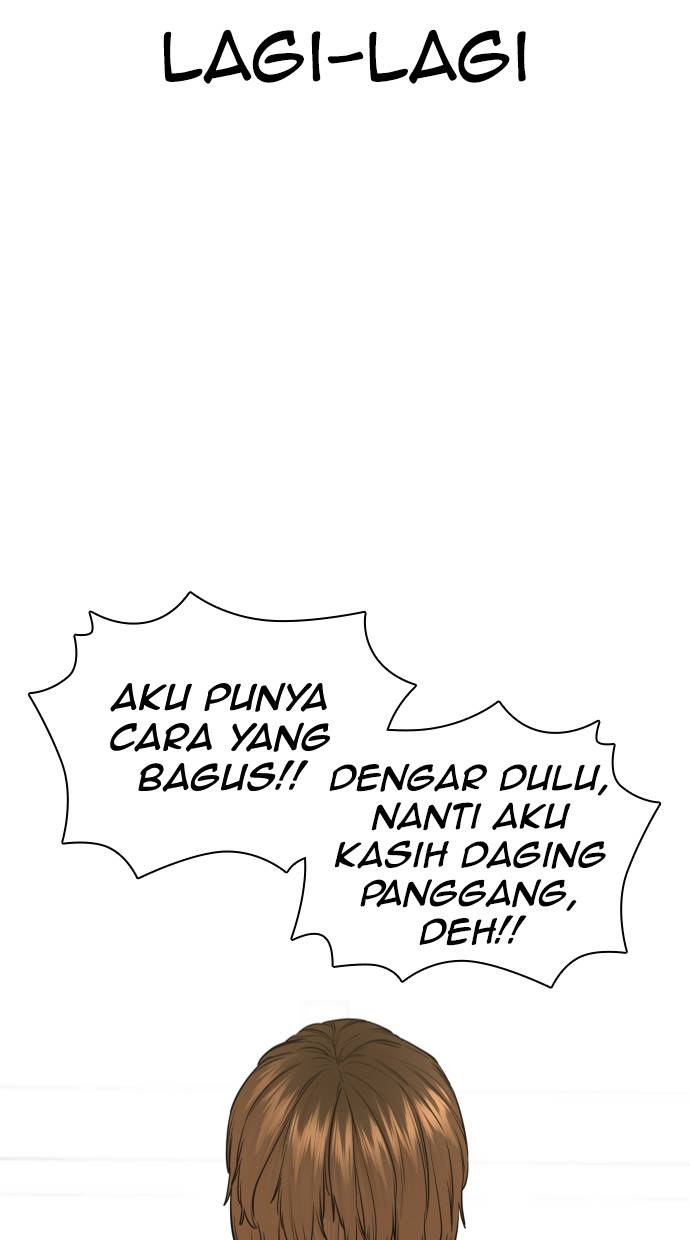 LAGI-LAGI
AKU PUNYA
CARA YANG
BAGUS!!
DENGAR DULU,
NANTI AKU
KASIH DAGING
PANGGANG,
DEH!!